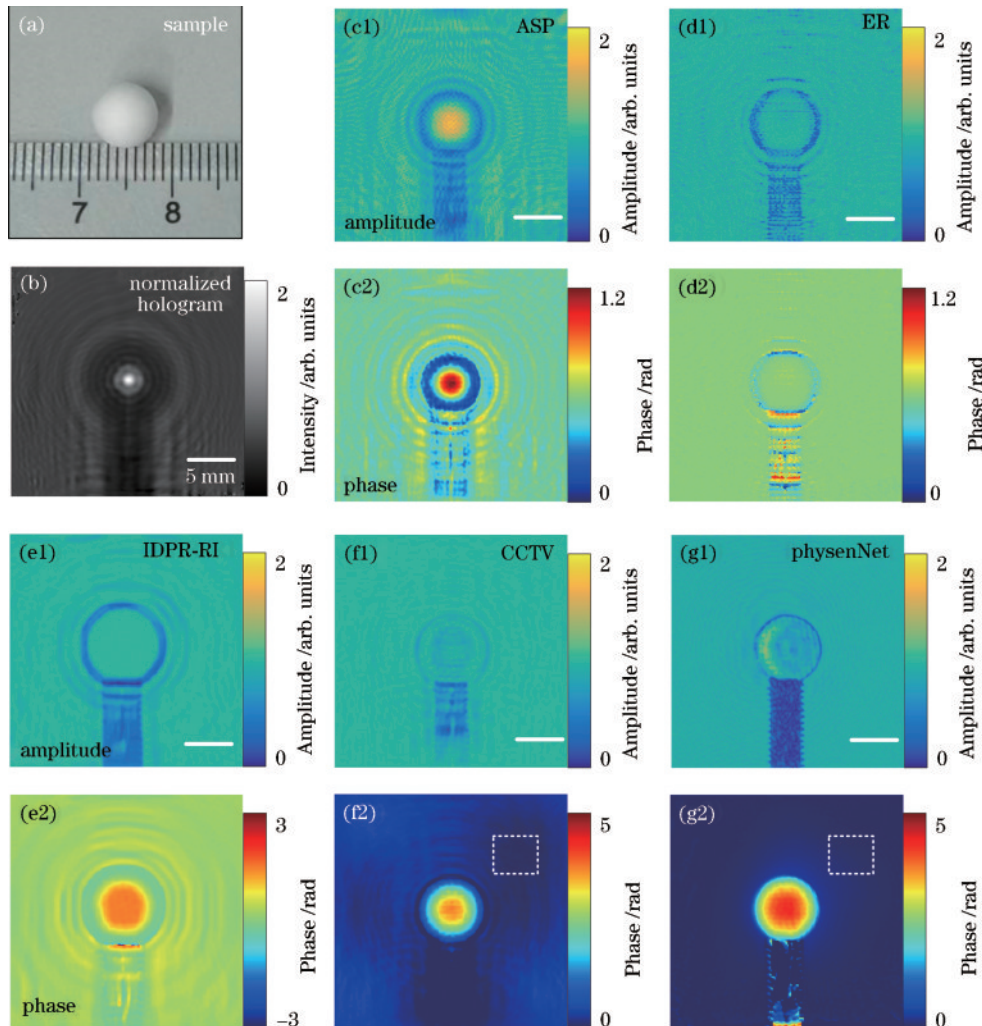 (a)
sample
7
8
(b)
normalized
hologram
5 mm
2
0
Intensity /arb. units
(c1)
ASP
amplitude
2
0
Amplitude /arb. units
(d1)
ER
2
0
Amplitude /arb. units
(c2)
phase
1.2
0
Phase /rad
(d2)
1.2
0
Phase /rad
(e1)
IDPR-RI
amplitude
2
0
Amplitude /arb. units
(f1)
CCTV
2
0
Amplitude /arb. units
(g1)
physenNet
2
0
Amplitude /arb. units
(e2)
phase
3
−3
Phase /rad
(f2)
5
0
Phase /rad
(g2)
5
0
Phase /rad